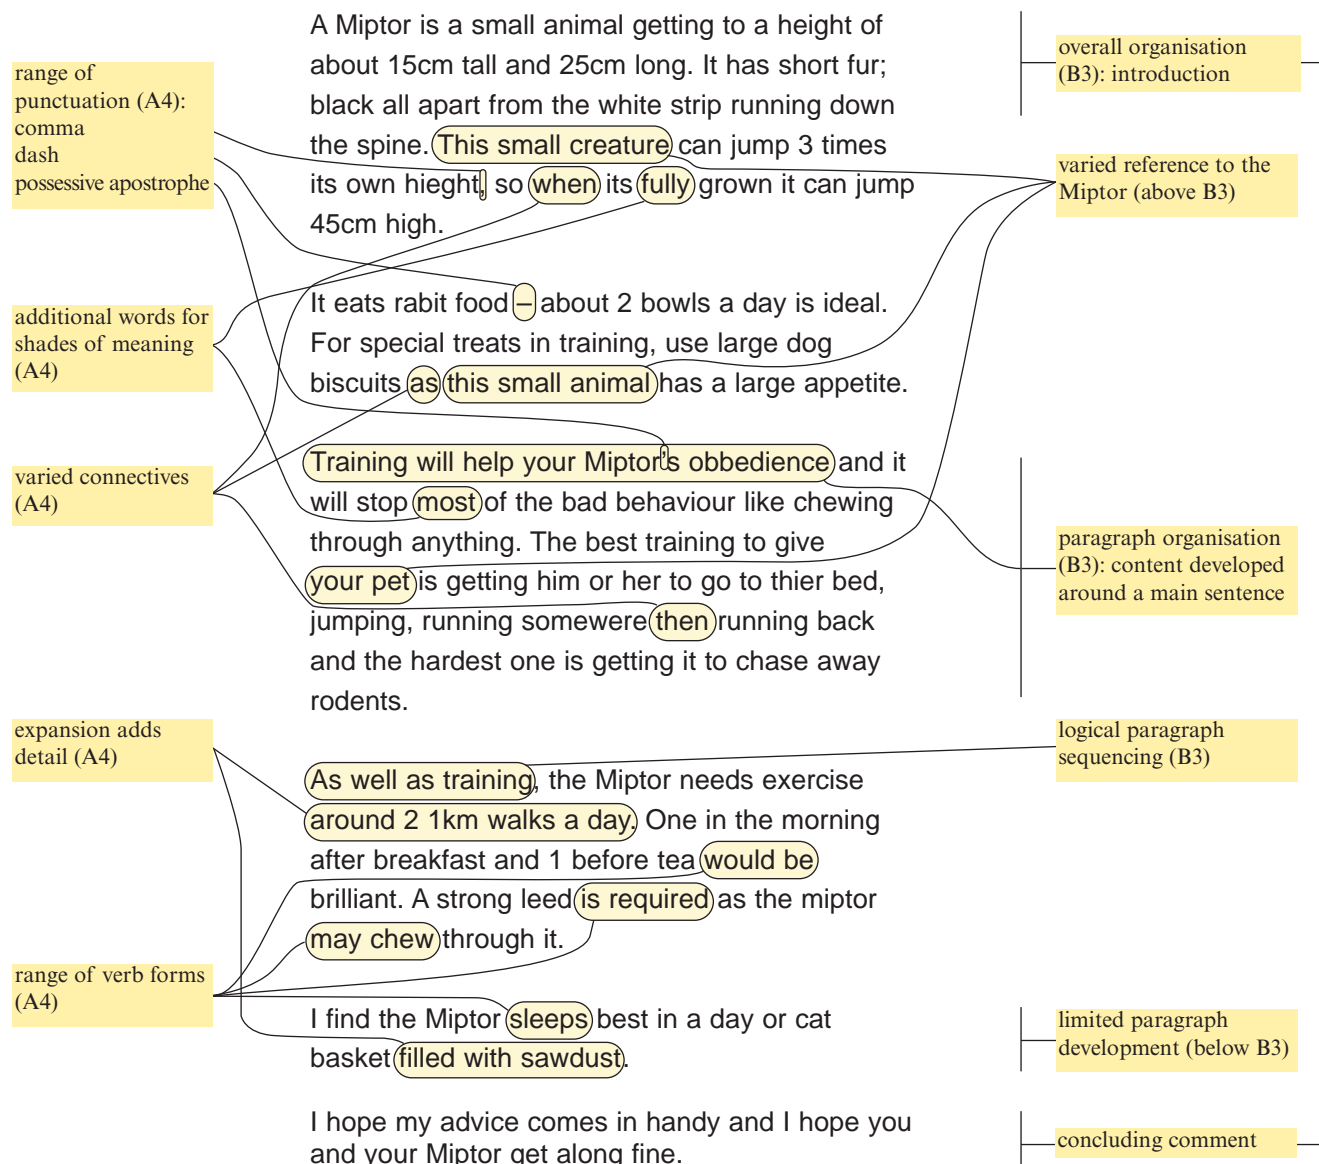 A Miptor is a small animal getting to a height of
about 15cm tall and 25cm long. It has short fur;
black all apart from the white strip running down
the spine. This small creature can jump 3 times
its own hieght, so when its fully grown it can jump
45cm high.
It eats rabit food – about 2 bowls a day is ideal.
For special treats in training, use large dog
biscuits as this small animal has a large appetite.
Training will help your Miptor's obbedience and it
will stop most of the bad behaviour like chewing
through anything. The best training to give
your pet is getting him or her to go to thier bed,
jumping, running somewere then running back
and the hardest one is getting it to chase away
rodents.
As well as training, the Miptor needs exercise
around 2 1km walks a day. One in the morning
after breakfast and 1 before tea would be
brilliant. A strong leed is required as the miptor
may chew through it.
I find the Miptor sleeps best in a day or cat
basket filled with sawdust.
I hope my advice comes in handy and I hope you
and your Miptor get along fine.
range of
punctuation (A4):
comma
dash
possessive apostrophe
additional words for
shades of meaning
(A4)
varied connectives
(A4)
expansion adds
detail (A4)
range of verb forms
(A4)
overall organisation
(B3): introduction
varied reference to the
Miptor (above B3)
paragraph organisation
(B3): content developed
around a main sentence
logical paragraph
sequencing (B3)
limited paragraph
development (below B3)
concluding comment